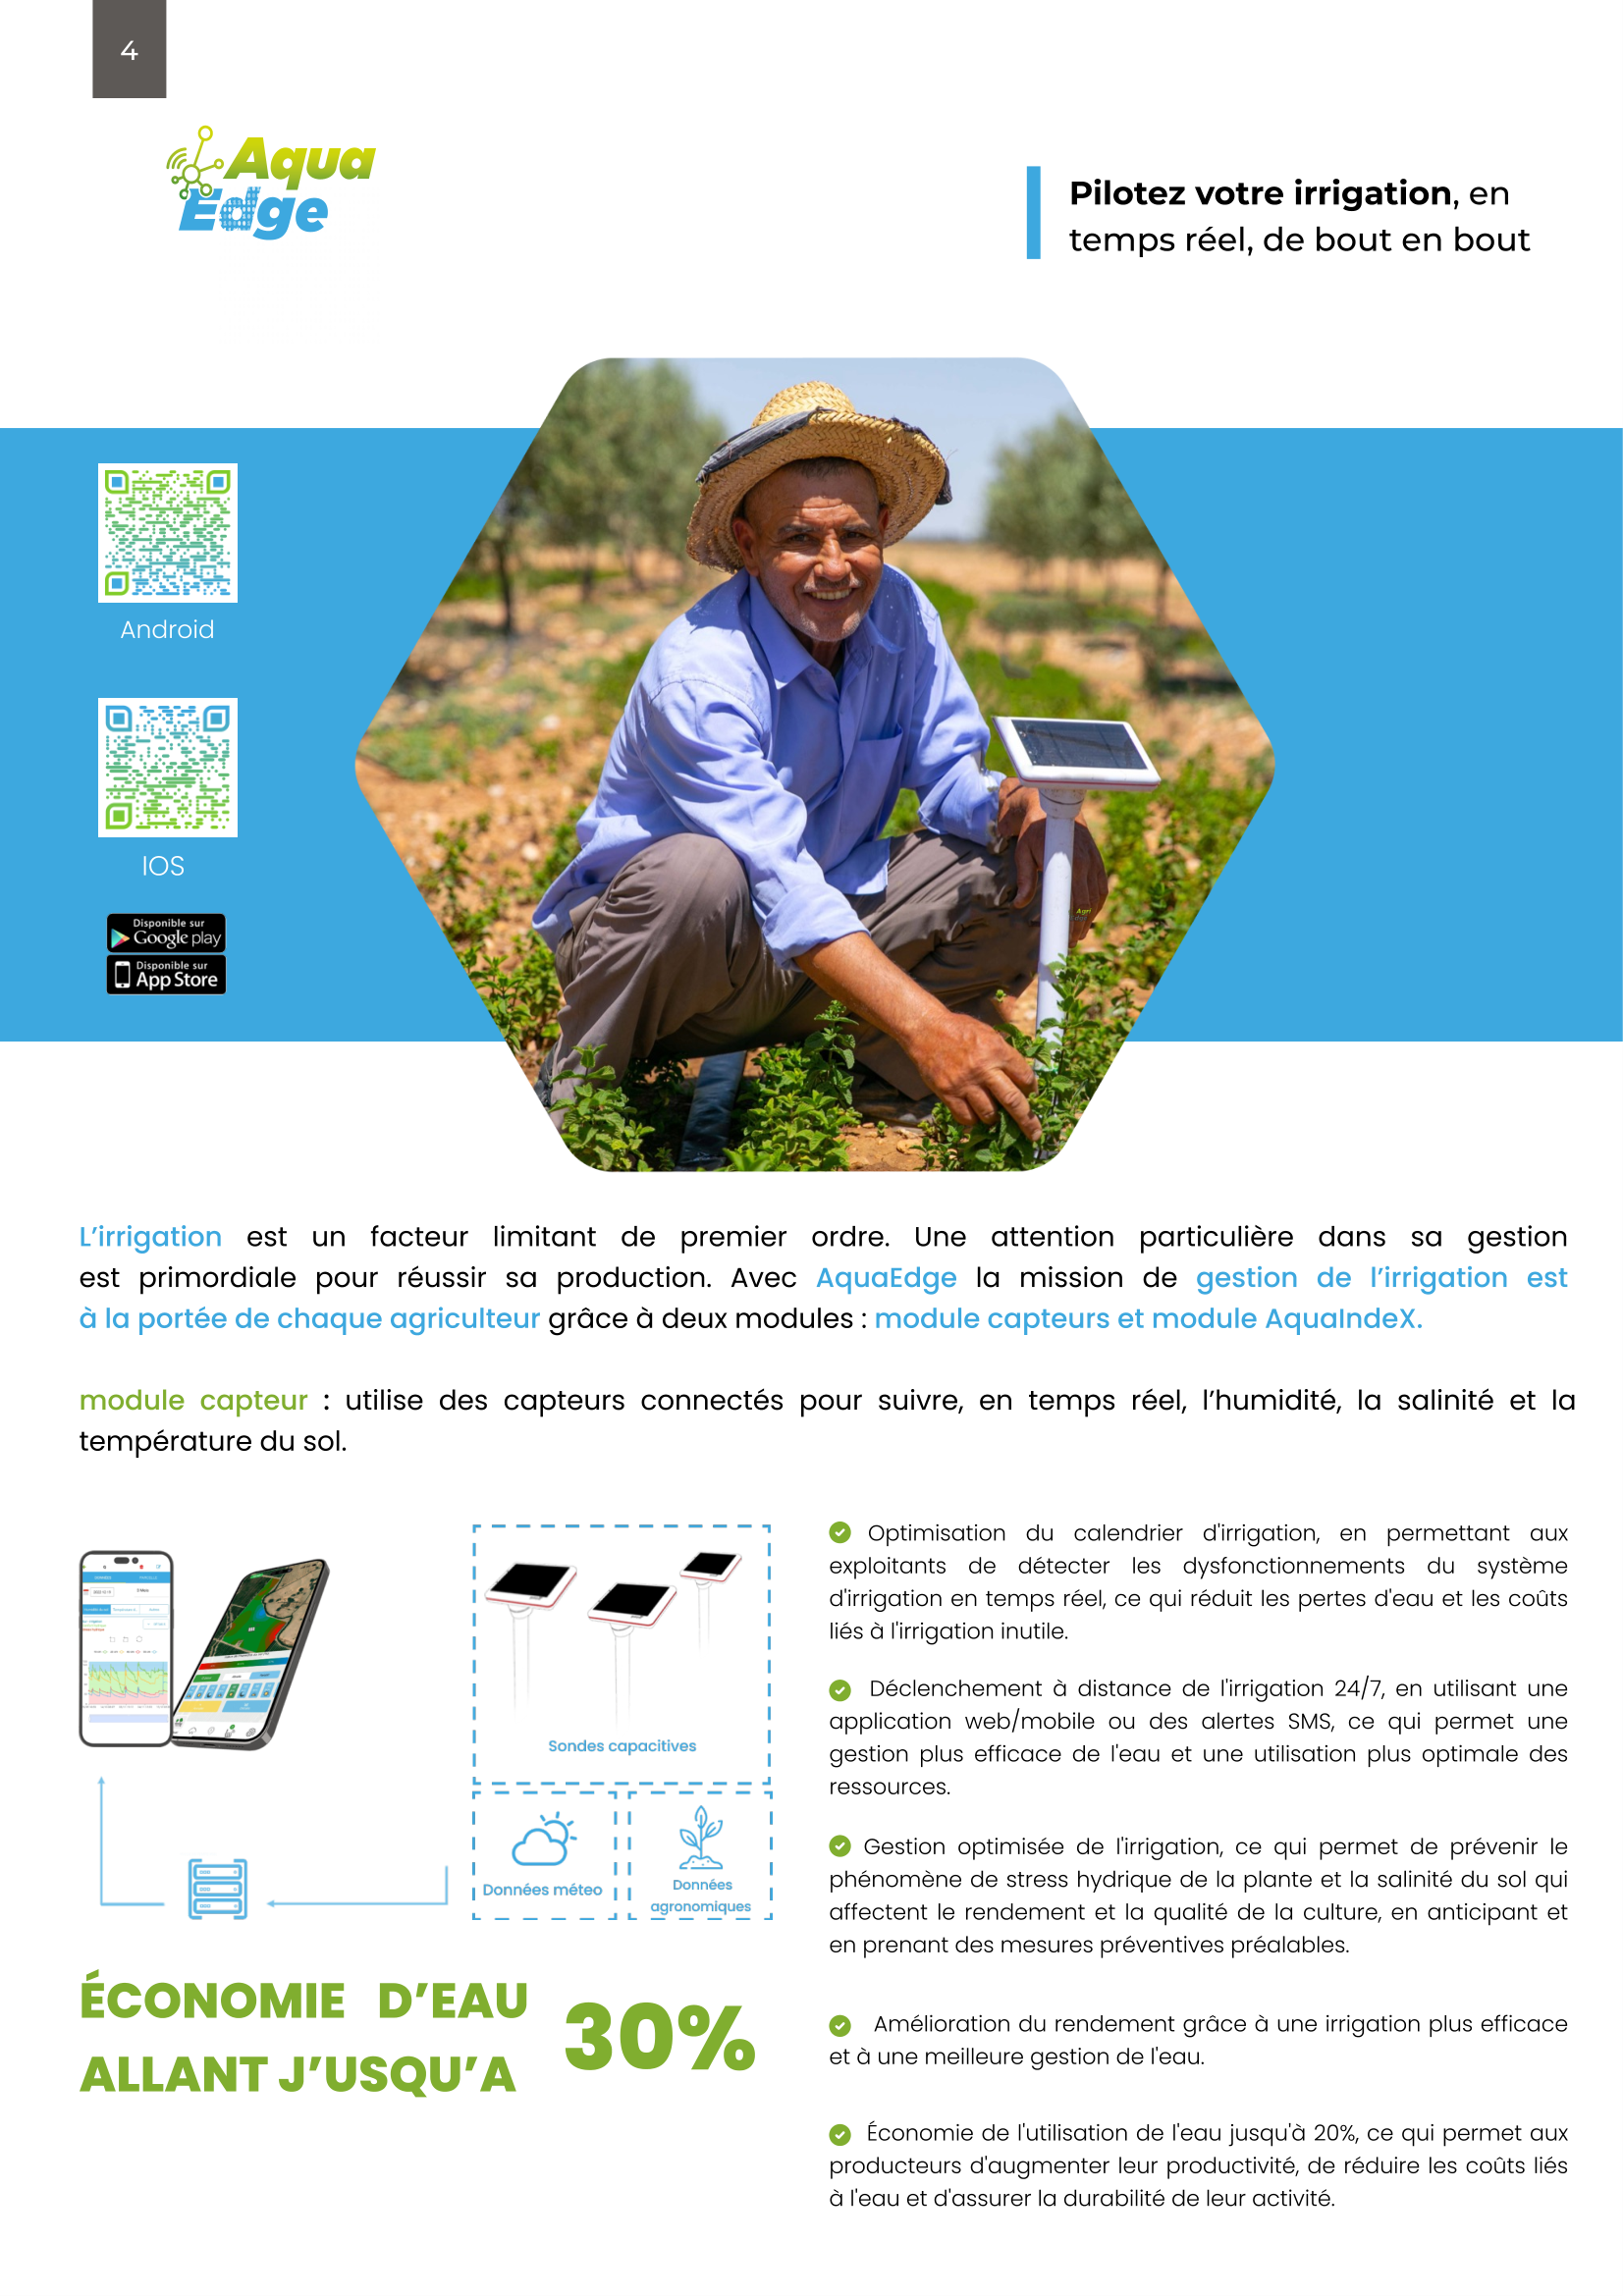 4
Aqua
Edge
Pilotez votre irrigation, en
temps réel, de bout en bout
Android
IOS
Disponible sur
Google play
Disponible sur
App Store
Agri
L’irrigation est un facteur limitant de premier ordre. Une attention particulière dans sa gestion
est primordiale pour réussir sa production. Avec AquaEdge la mission de gestion de l’irrigation est
à la portée de chaque agriculteur grâce à deux modules : module capteurs et module AquaIndeX.
module capteur : utilise des capteurs connectés pour suivre, en temps réel, l’humidité, la salinité et la
température du sol.
Sondes capacitives
Données méteo
Données
agronomiques
ÉCONOMIE D’EAU
ALLANT J’USQU’A
30%
Optimisation du calendrier d'irrigation, en permettant aux
exploitants de détecter les dysfonctionnements du système
d'irrigation en temps réel, ce qui réduit les pertes d'eau et les coûts
liés à l'irrigation inutile.
Déclenchement à distance de l'irrigation 24/7, en utilisant une
application web/mobile ou des alertes SMS, ce qui permet une
gestion plus efficace de l'eau et une utilisation plus optimale des
ressources.
Gestion optimisée de l'irrigation, ce qui permet de prévenir le
phénomène de stress hydrique de la plante et la salinité du sol qui
affectent le rendement et la qualité de la culture, en anticipant et
en prenant des mesures préventives préalables.
Amélioration du rendement grâce à une irrigation plus efficace
et à une meilleure gestion de l'eau.
Économie de l'utilisation de l'eau jusqu'à 20%, ce qui permet aux
producteurs d'augmenter leur productivité, de réduire les coûts liés
à l'eau et d'assurer la durabilité de leur activité.